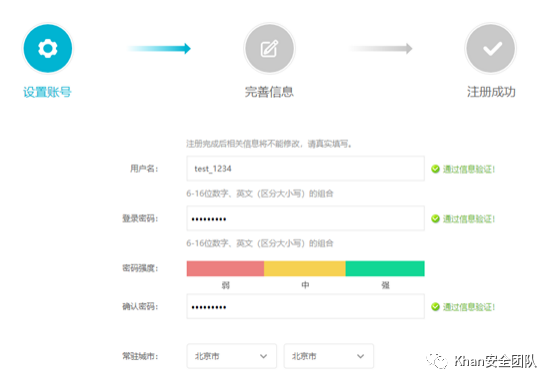 设置账号
完善信息
注册成功
注册完成后相关信息将不能修改，请真实填写。
用户名： test_1234 通过信息验证！
6-16位数字、英文（区分大小写）的组合
登录密码： ••••••••• 通过信息验证！
6-16位数字、英文（区分大小写）的组合
密码强度：
弱 中 强
确认密码： ••••••••• 通过信息验证！
常驻城市： 北京市 北京市
Khan安全团队